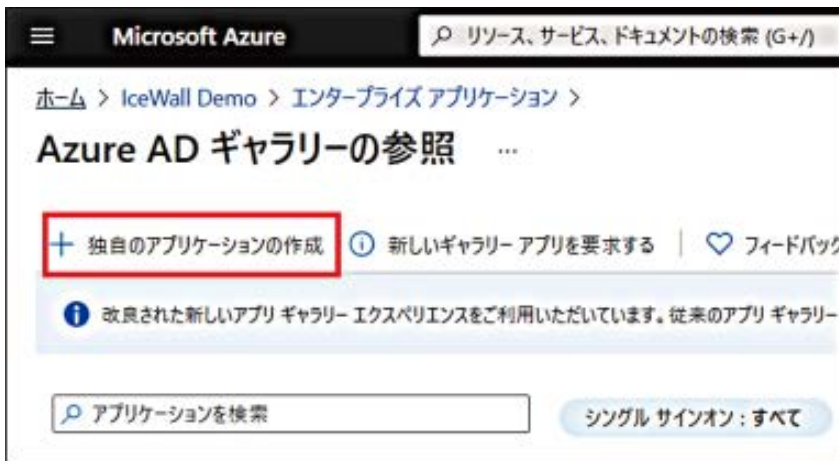 Microsoft Azure
リソース、サービス、ドキュメントの検索 (G+/)
ホーム > IceWall Demo > エンタープライズ アプリケーション >
Azure AD ギャラリーの参照 …
+ 独自のアプリケーションの作成 新しいギャラリー アプリを要求する | フィードバック
改良された新しいアプリ ギャラリー エクスペリエンスをご利用いただいています。従来のアプリ ギャラリー
アプリケーションを検索
シングル サインオン : すべて